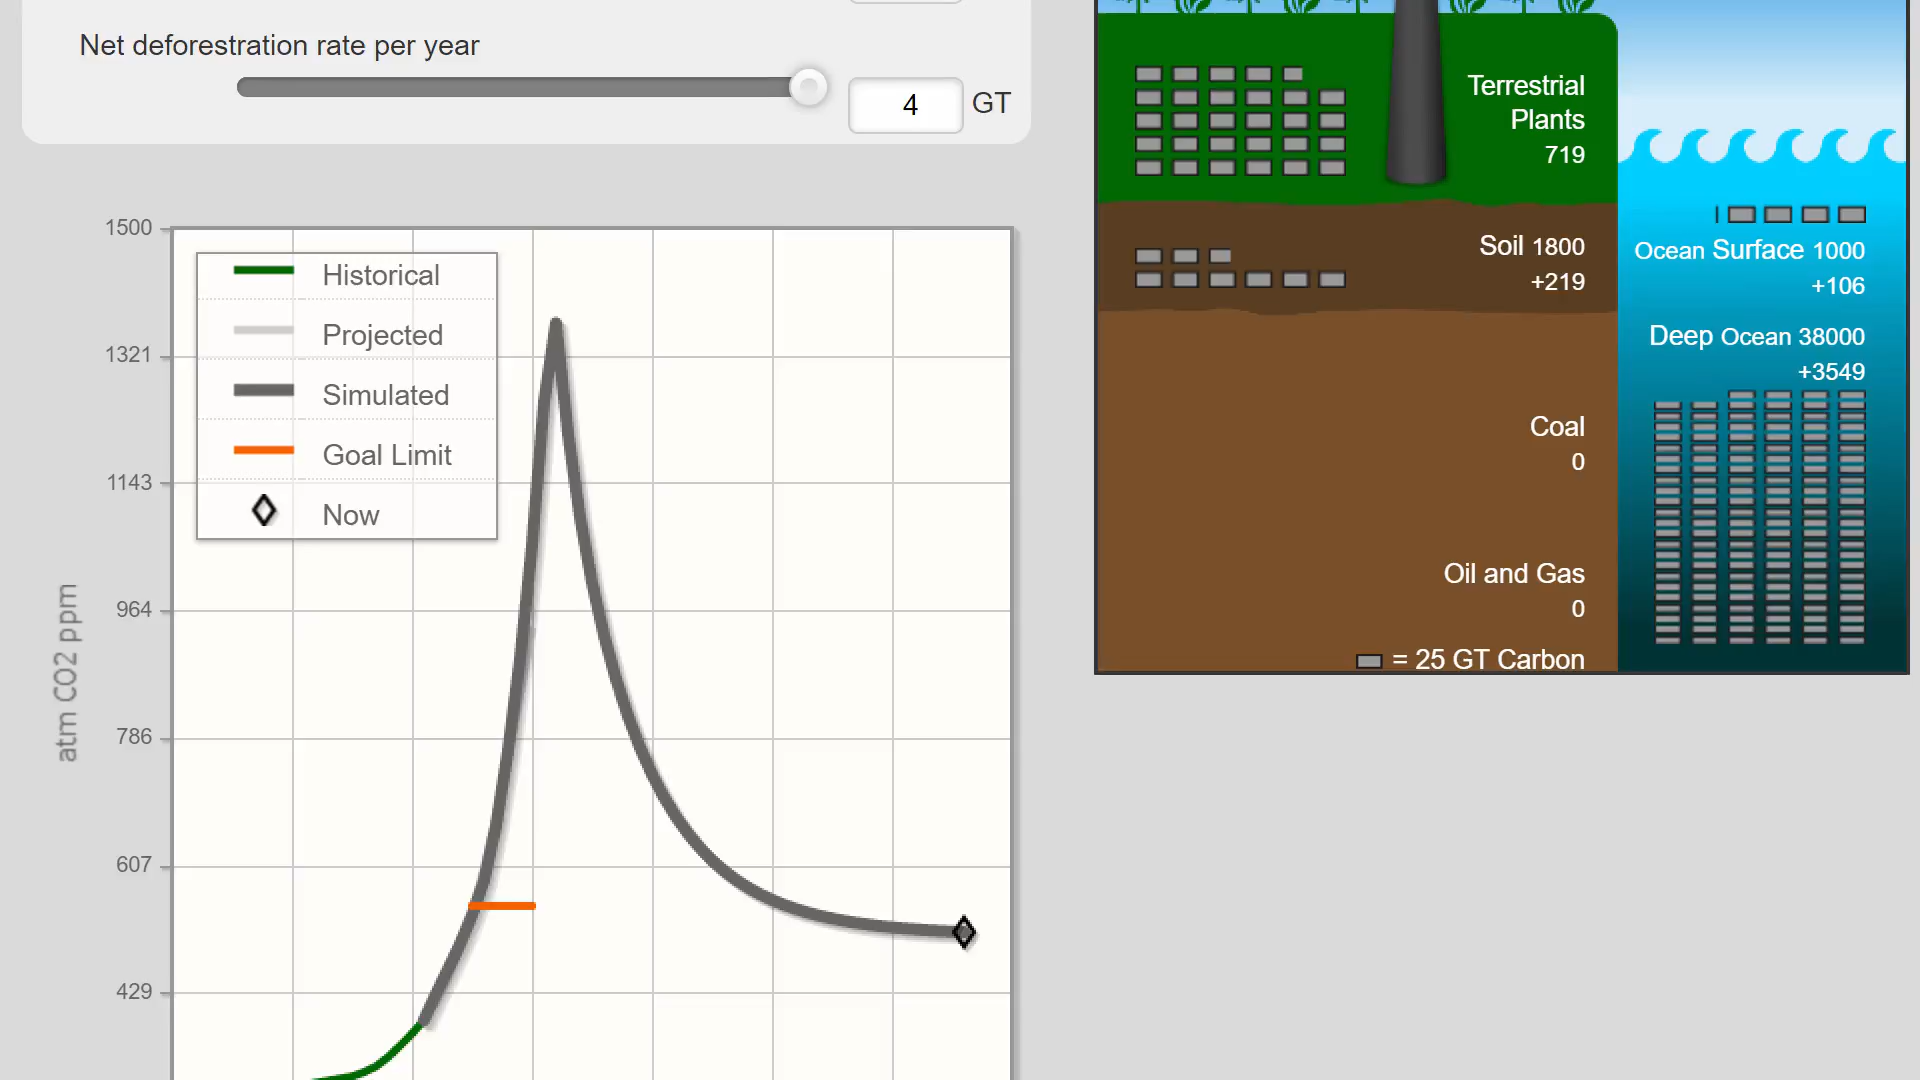 Net deforestration rate per year
4 GT
1500
1321
1143
964
786
607
429
atm CO2 ppm
Historical
Projected
Simulated
Goal Limit
Now
Terrestrial
Plants
719
Soil 1800
+219
Coal
0
Oil and Gas
0
= 25 GT Carbon
Ocean Surface 1000
+106
Deep Ocean 38000
+3549